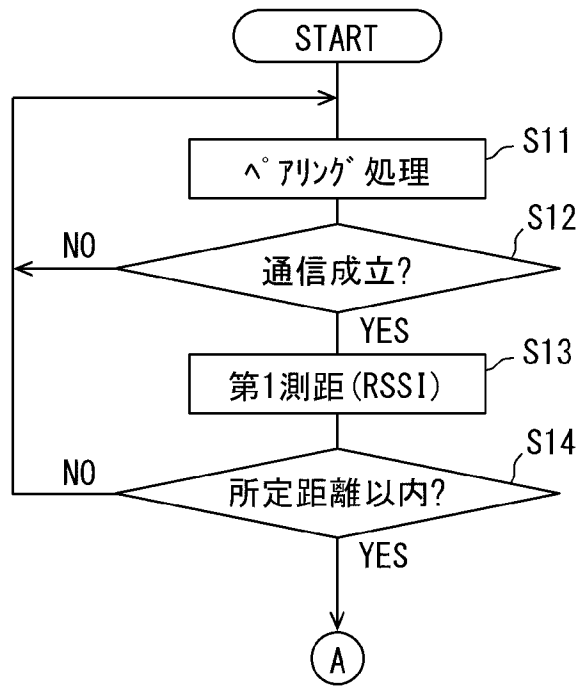 START
S11
ﾍﾟｱﾘﾝｸﾞ処理
S12
NO
通信成立?
YES
S13
第1測距(RSSI)
S14
NO
所定距離以内?
YES
A